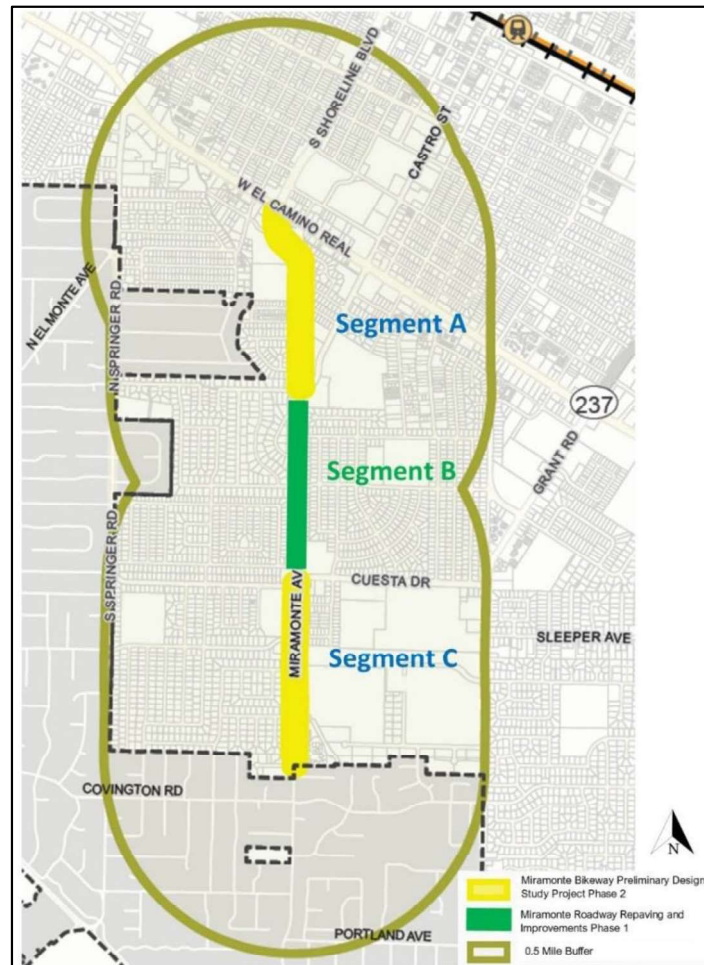 S SHORELINE BLVD
CASTRO ST
W EL CAMINO REAL
N EL MONTE AVE
N SPRINGER RD
Segment A
237
GRANT RD
Segment B
S SPRINGER RD
MIRAMONTE AV
CUESTA DR
SLEEPER AVE
Segment C
COVINGTON RD
N
Miramonte Bikeway Preliminary Design
Study Project Phase 2
Miramonte Roadway Repaving and
Improvements Phase 1
0.5 Mile Buffer
PORTLAND AVE